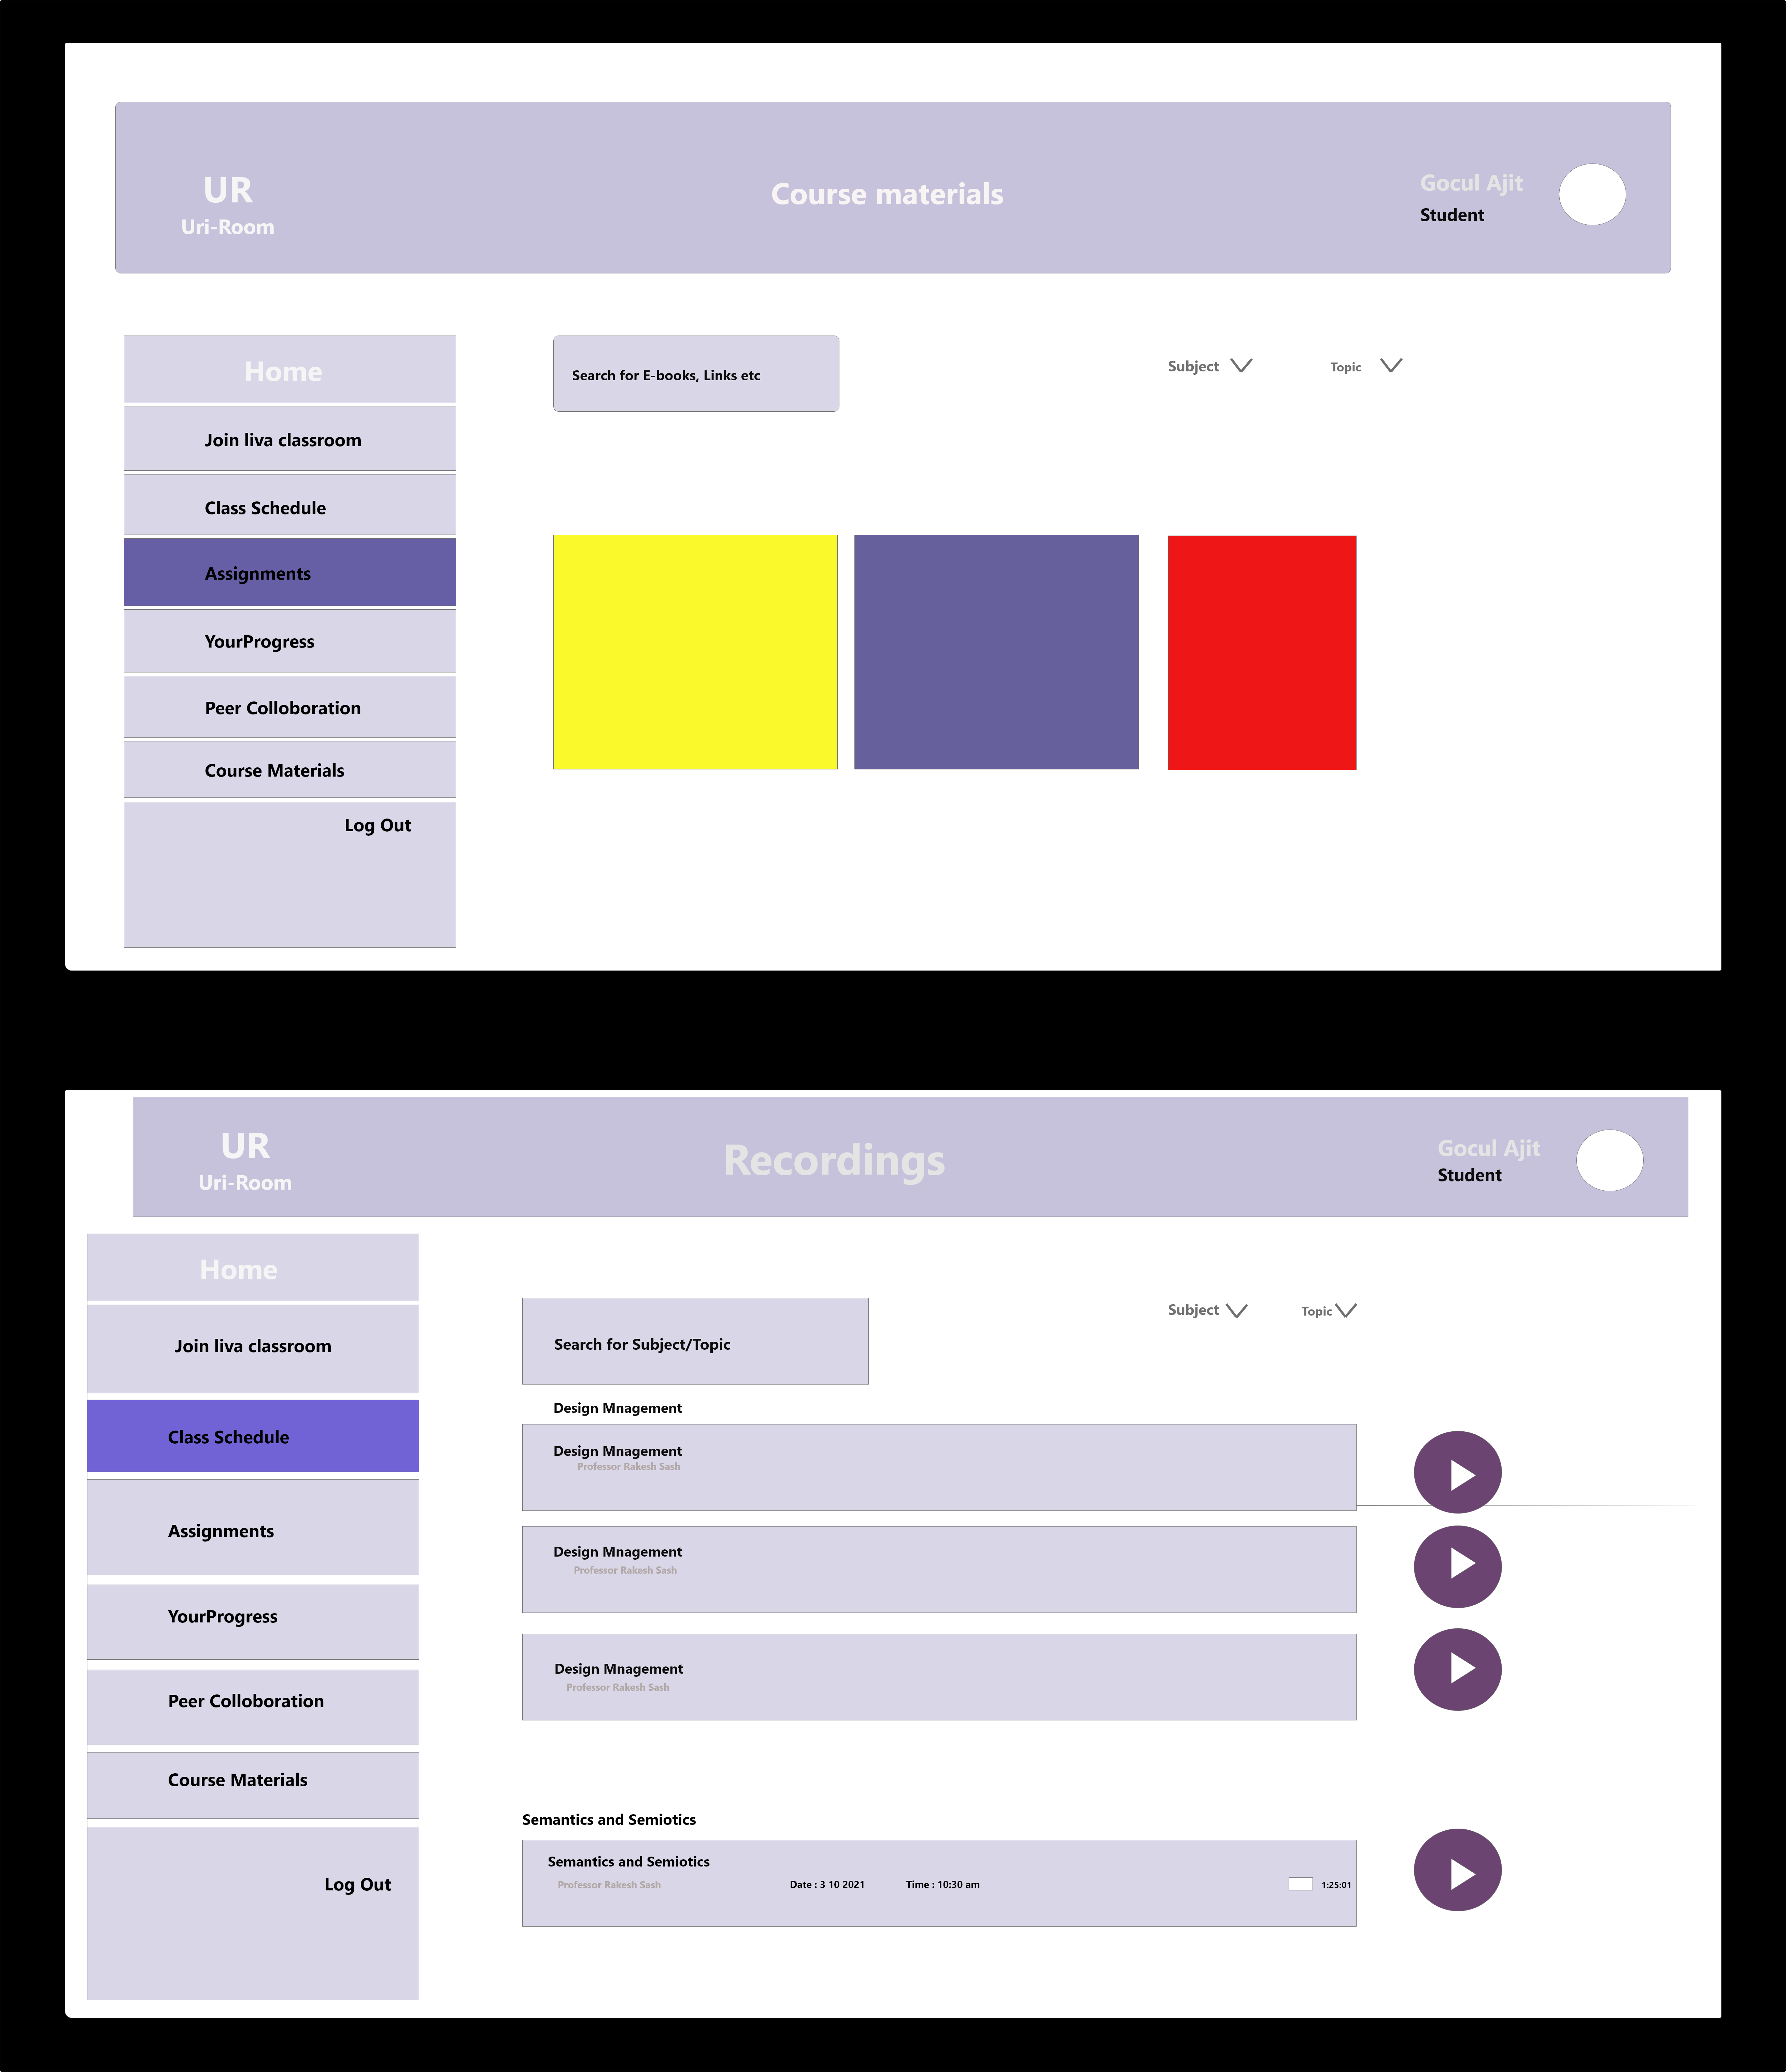 UR
Uri-Room
Course materials
Gocul Ajit
Student
Home
Join liva classroom
Class Schedule
Assignments
YourProgress
Peer Colloboration
Course Materials
Log Out
Search for E-books, Links etc
Subject
Topic
UR
Uri-Room
Recordings
Gocul Ajit
Student
Home
Join liva classroom
Class Schedule
Assignments
YourProgress
Peer Colloboration
Course Materials
Log Out
Search for Subject/Topic
Subject
Topic
Design Mnagement
Design Mnagement
Professor Rakesh Sash
Design Mnagement
Professor Rakesh Sash
Design Mnagement
Professor Rakesh Sash
Semantics and Semiotics
Semantics and Semiotics
Professor Rakesh Sash
Date : 3 10 2021
Time : 10:30 am
1:25:01